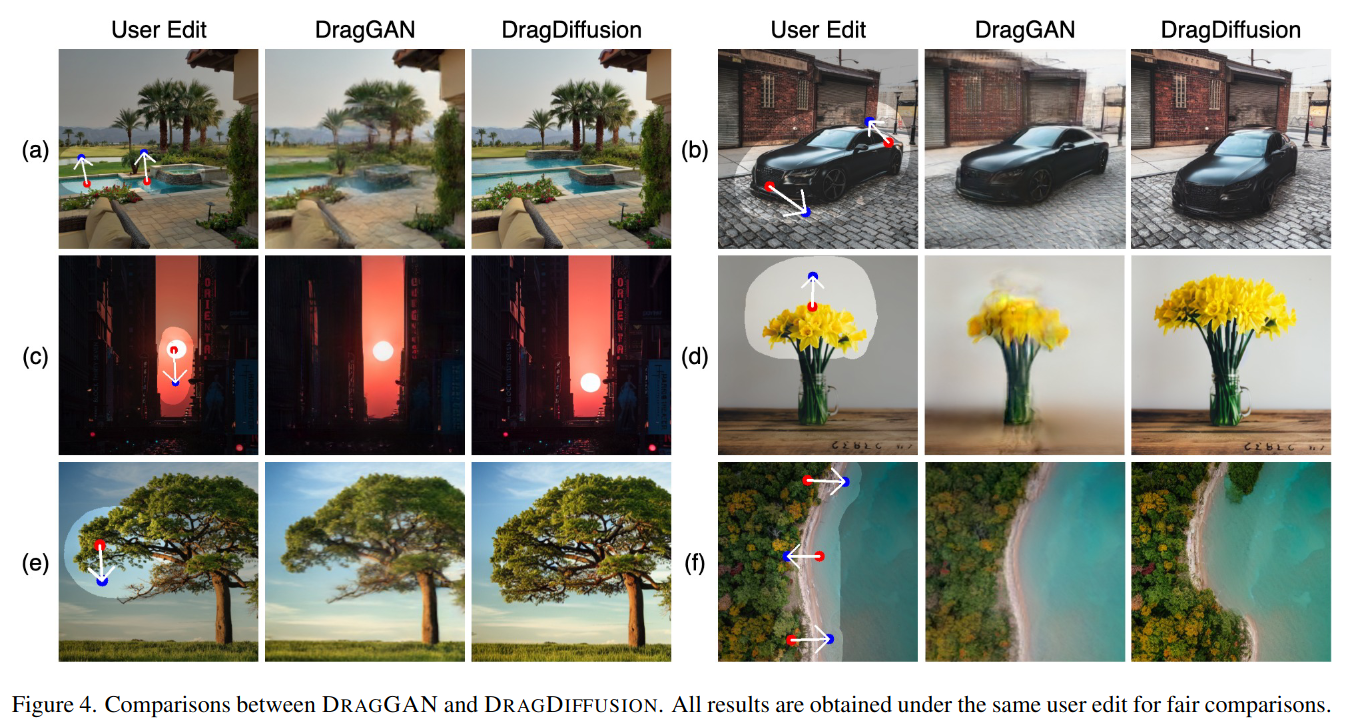 User Edit DragGAN DragDiffusion User Edit DragGAN DragDiffusion
(a)
(b)
(c)
ORIENTA
(d)
(e)
(f)
Figure 4. Comparisons between DRAGGAN and DRAGDIFFUSION. All results are obtained under the same user edit for fair comparisons.